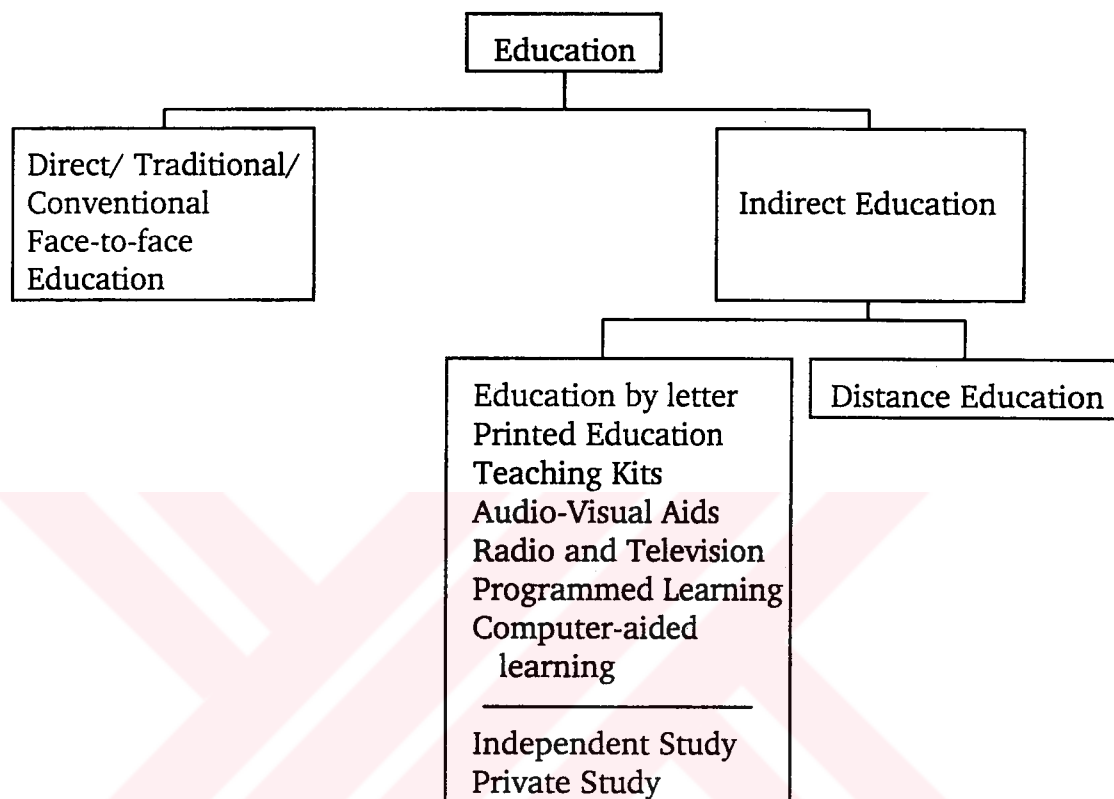 Education
Direct/ Traditional/
Conventional
Face-to-face
Education
Indirect Education
Education by letter
Printed Education
Teaching Kits
Audio-Visual Aids
Radio and Television
Programmed Learning
Computer-aided
learning
Independent Study
Private Study
Distance Education